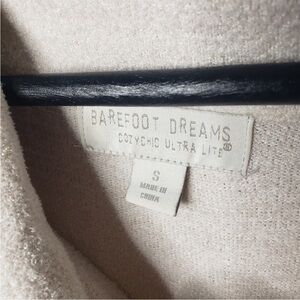 BAREFOOT DREAMS
COZYCHIC ULTRA LITE®
S
MADE IN
CHINA